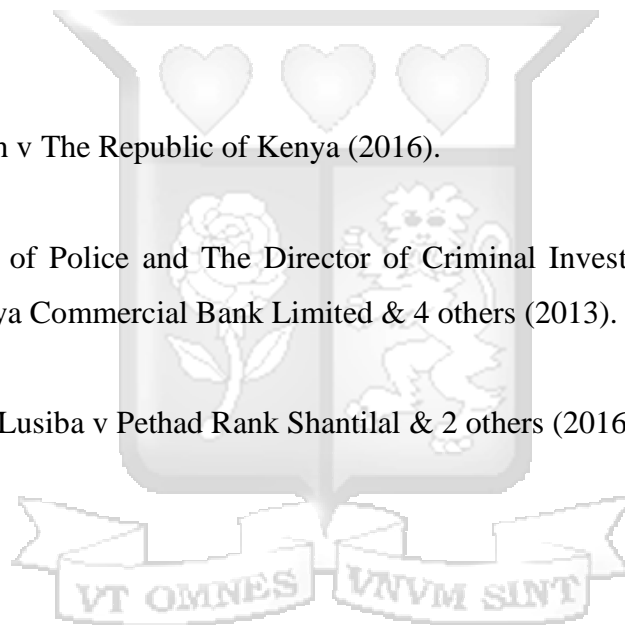 n v The Republic of Kenya (2016).
of Police and The Director of Criminal Invest
ya Commercial Bank Limited & 4 others (2013).
Lusiba v Pethad Rank Shantilal & 2 others (2016
VT OMNES VNVM SINT